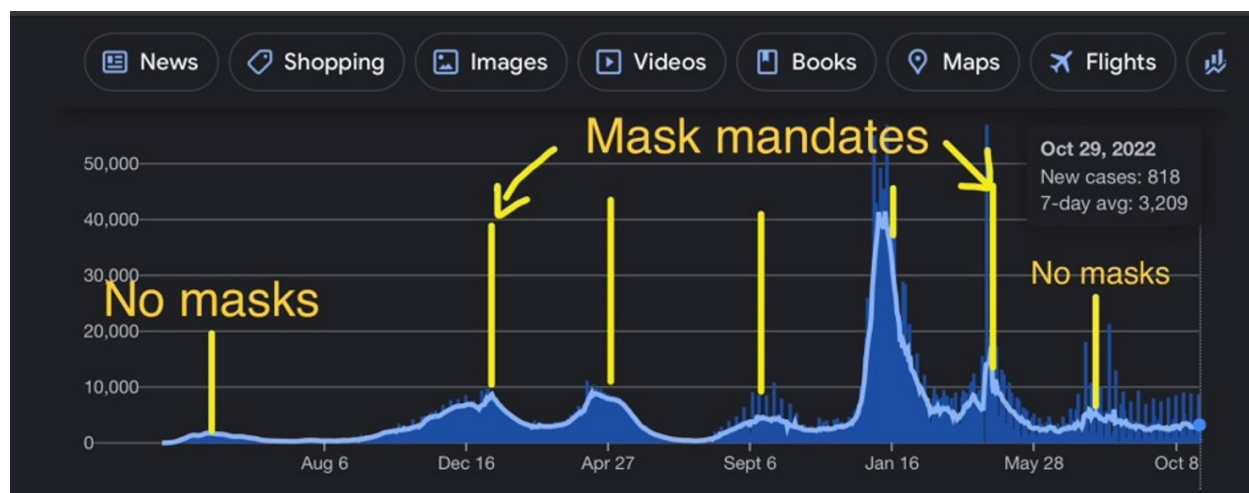 News Shopping Images Videos Books Maps Flights
Mask mandates
Oct 29, 2022
New cases: 818
7-day avg: 3,209
50,000
40,000
30,000
No masks
No masks
20,000
10,000
0
Aug 6 Dec 16 Apr 27 Sept 6 Jan 16 May 28 Oct 8